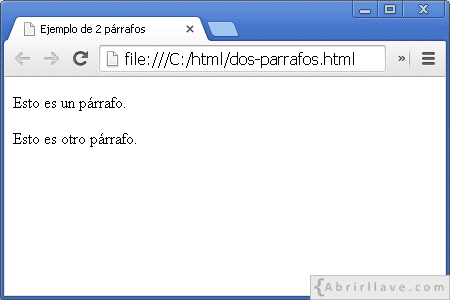 Ejemplo de 2 párrafos
file:///C:/html/dos-parrafos.html
Esto es un párrafo.
Esto es otro párrafo.
{Abrirllave.com